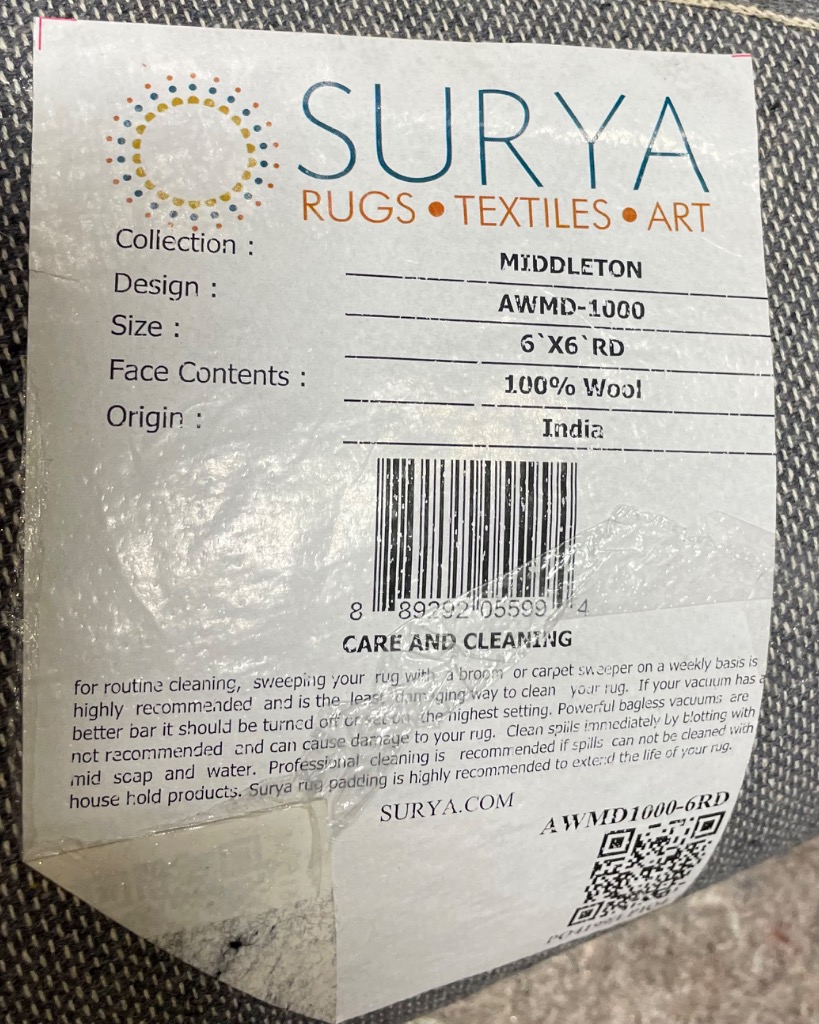 SURYA
RUGS • TEXTILES • ART
Collection : MIDDLETON
Design : AWMD-1000
Size : 6`X6`RD
Face Contents : 100% Wool
Origin : India
8 89292 05599 4
CARE AND CLEANING
for routine cleaning, sweeping your rug with a broom or carpet sweeper on a weekly basis is
highly recommended and is the least damaging way to clean your rug. If your vacuum has a
better bar it should be turned off or set on the highest setting. Powerful bagless vacuums are
not recommended and can cause damage to your rug. Clean spills immediately by blotting with
mid soap and water. Professional cleaning is recommended if spills can not be cleaned with
house hold products. Surya rug padding is highly recommended to extend the life of your rug.
SURYA.COM
AWMD1000-6RD